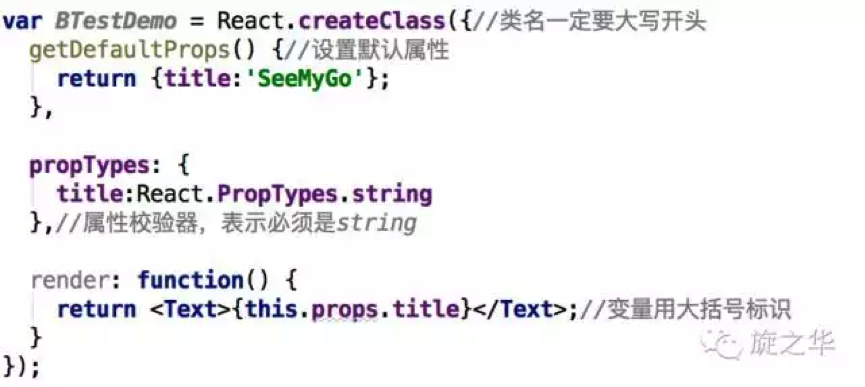 var BTestDemo = React.createClass({//类名一定要大写开头
  getDefaultProps() {//设置默认属性
    return {title:'SeeMyGo'};
  },

  propTypes: {
    title:React.PropTypes.string
  },//属性校验器，表示必须是string

  render: function() {
    return <Text>{this.props.title}</Text>;//变量用大括号标识
  }
});
旋之华